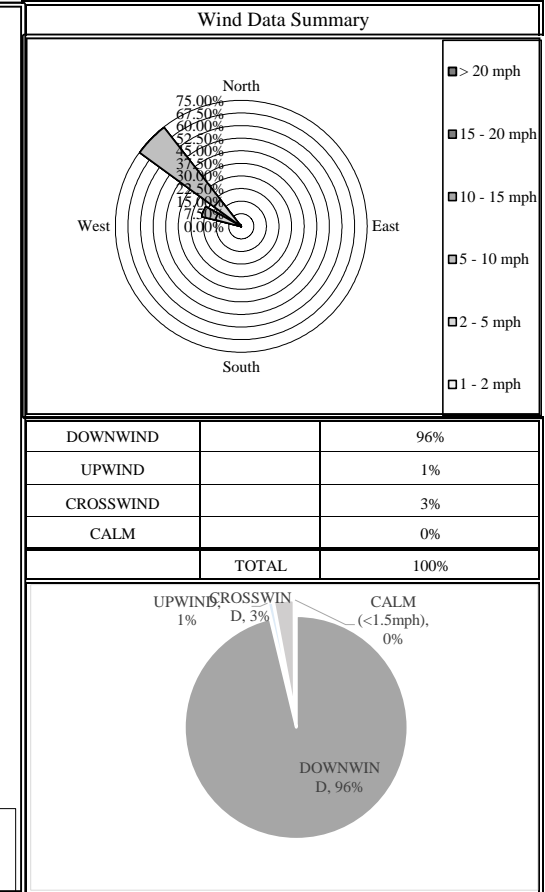 Wind Data Summary
North
75.00%
67.50%
60.00%
52.50%
45.00%
37.50%
30.00%
22.50%
15.00%
7.50%
0.00%
West
East
South
> 20 mph
15 - 20 mph
10 - 15 mph
5 - 10 mph
2 - 5 mph
1 - 2 mph
DOWNWIND 96%
UPWIND 1%
CROSSWIND 3%
CALM 0%
TOTAL 100%
UPWIND,
1%
CROSSWIN
D, 3%
CALM
(<1.5mph),
0%
DOWNWIN
D, 96%